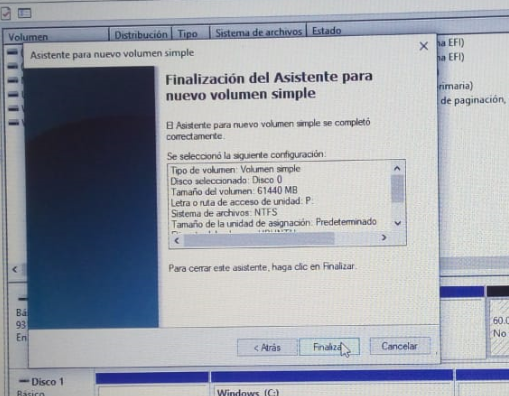 Volumen Distribución Tipo Sistema de archivos Estado
Asistente para nuevo volumen simple
na EFI)
na EFI)
rimaria)
de paginación,
Finalización del Asistente para
nuevo volumen simple
El Asistente para nuevo volumen simple se completó
correctamente.
Se seleccionó la siguiente configuración:
Tipo de volumen: Volumen simple
Disco seleccionado: Disco 0
Tamaño del volumen: 61440 MB
Letra o ruta de acceso de unidad: P:
Sistema de archivos: NTFS
Tamaño de la unidad de asignación: Predeterminado
Para cerrar este asistente, haga clic en Finalizar.
Bá
93
En
60.0
No
< Atrás Finaliza Cancelar
Disco 1
Básico
Windows (C:)